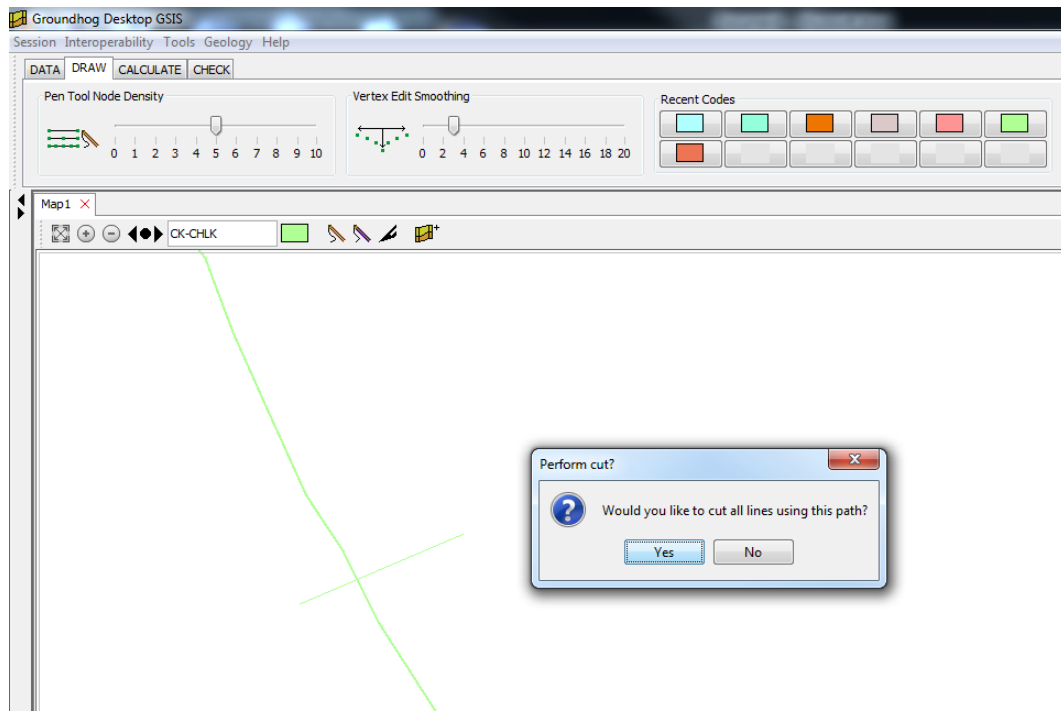 Groundhog Desktop GSIS
Session Interoperability Tools Geology Help
DATA DRAW CALCULATE CHECK
Pen Tool Node Density
0 1 2 3 4 5 6 7 8 9 10
Vertex Edit Smoothing
0 2 4 6 8 10 12 14 16 18 20
Recent Codes
Map1
CK-CHLK
Perform cut?
Would you like to cut all lines using this path?
Yes No